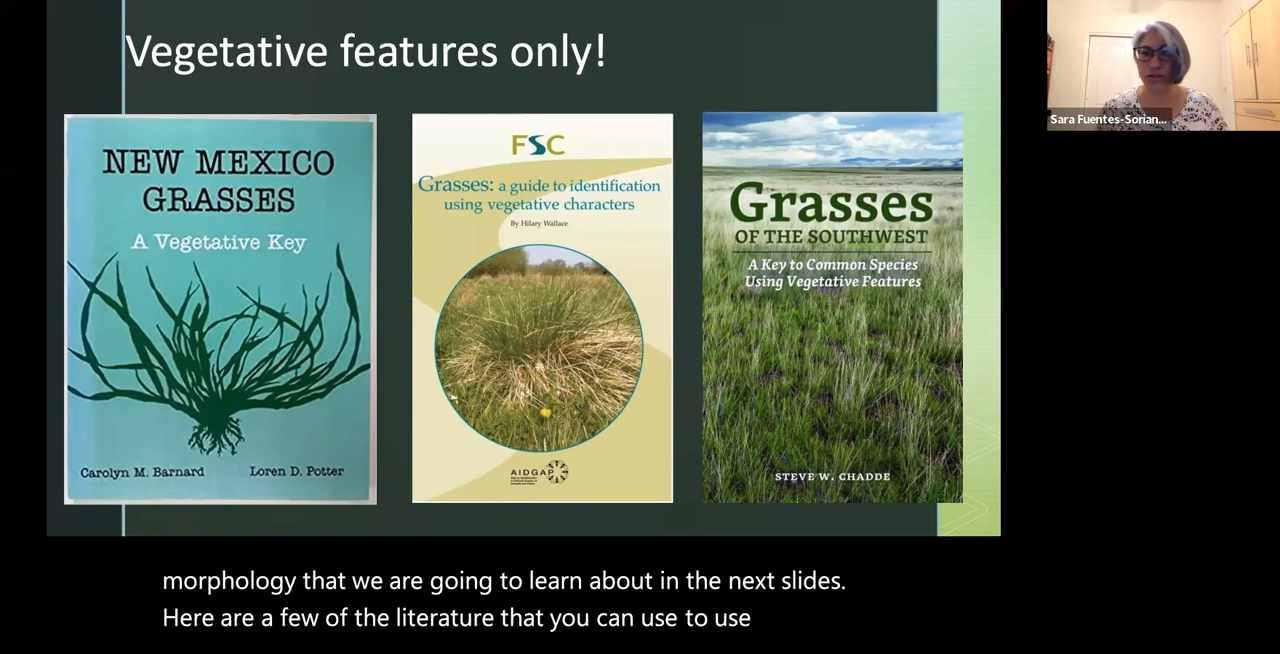 Vegetative features only!
NEW MEXICO
GRASSES
A Vegetative Key
Carolyn M. Barnard Loren D. Potter
FSC
Grasses: a guide to identification
using vegetative characters
By Hilary Wallace
AIDGAP
Grasses
OF THE SOUTHWEST
A Key to Common Species
Using Vegetative Features
STEVE W. CHADDE
Sara Fuentes-Sorian...
morphology that we are going to learn about in the next slides.
Here are a few of the literature that you can use to use